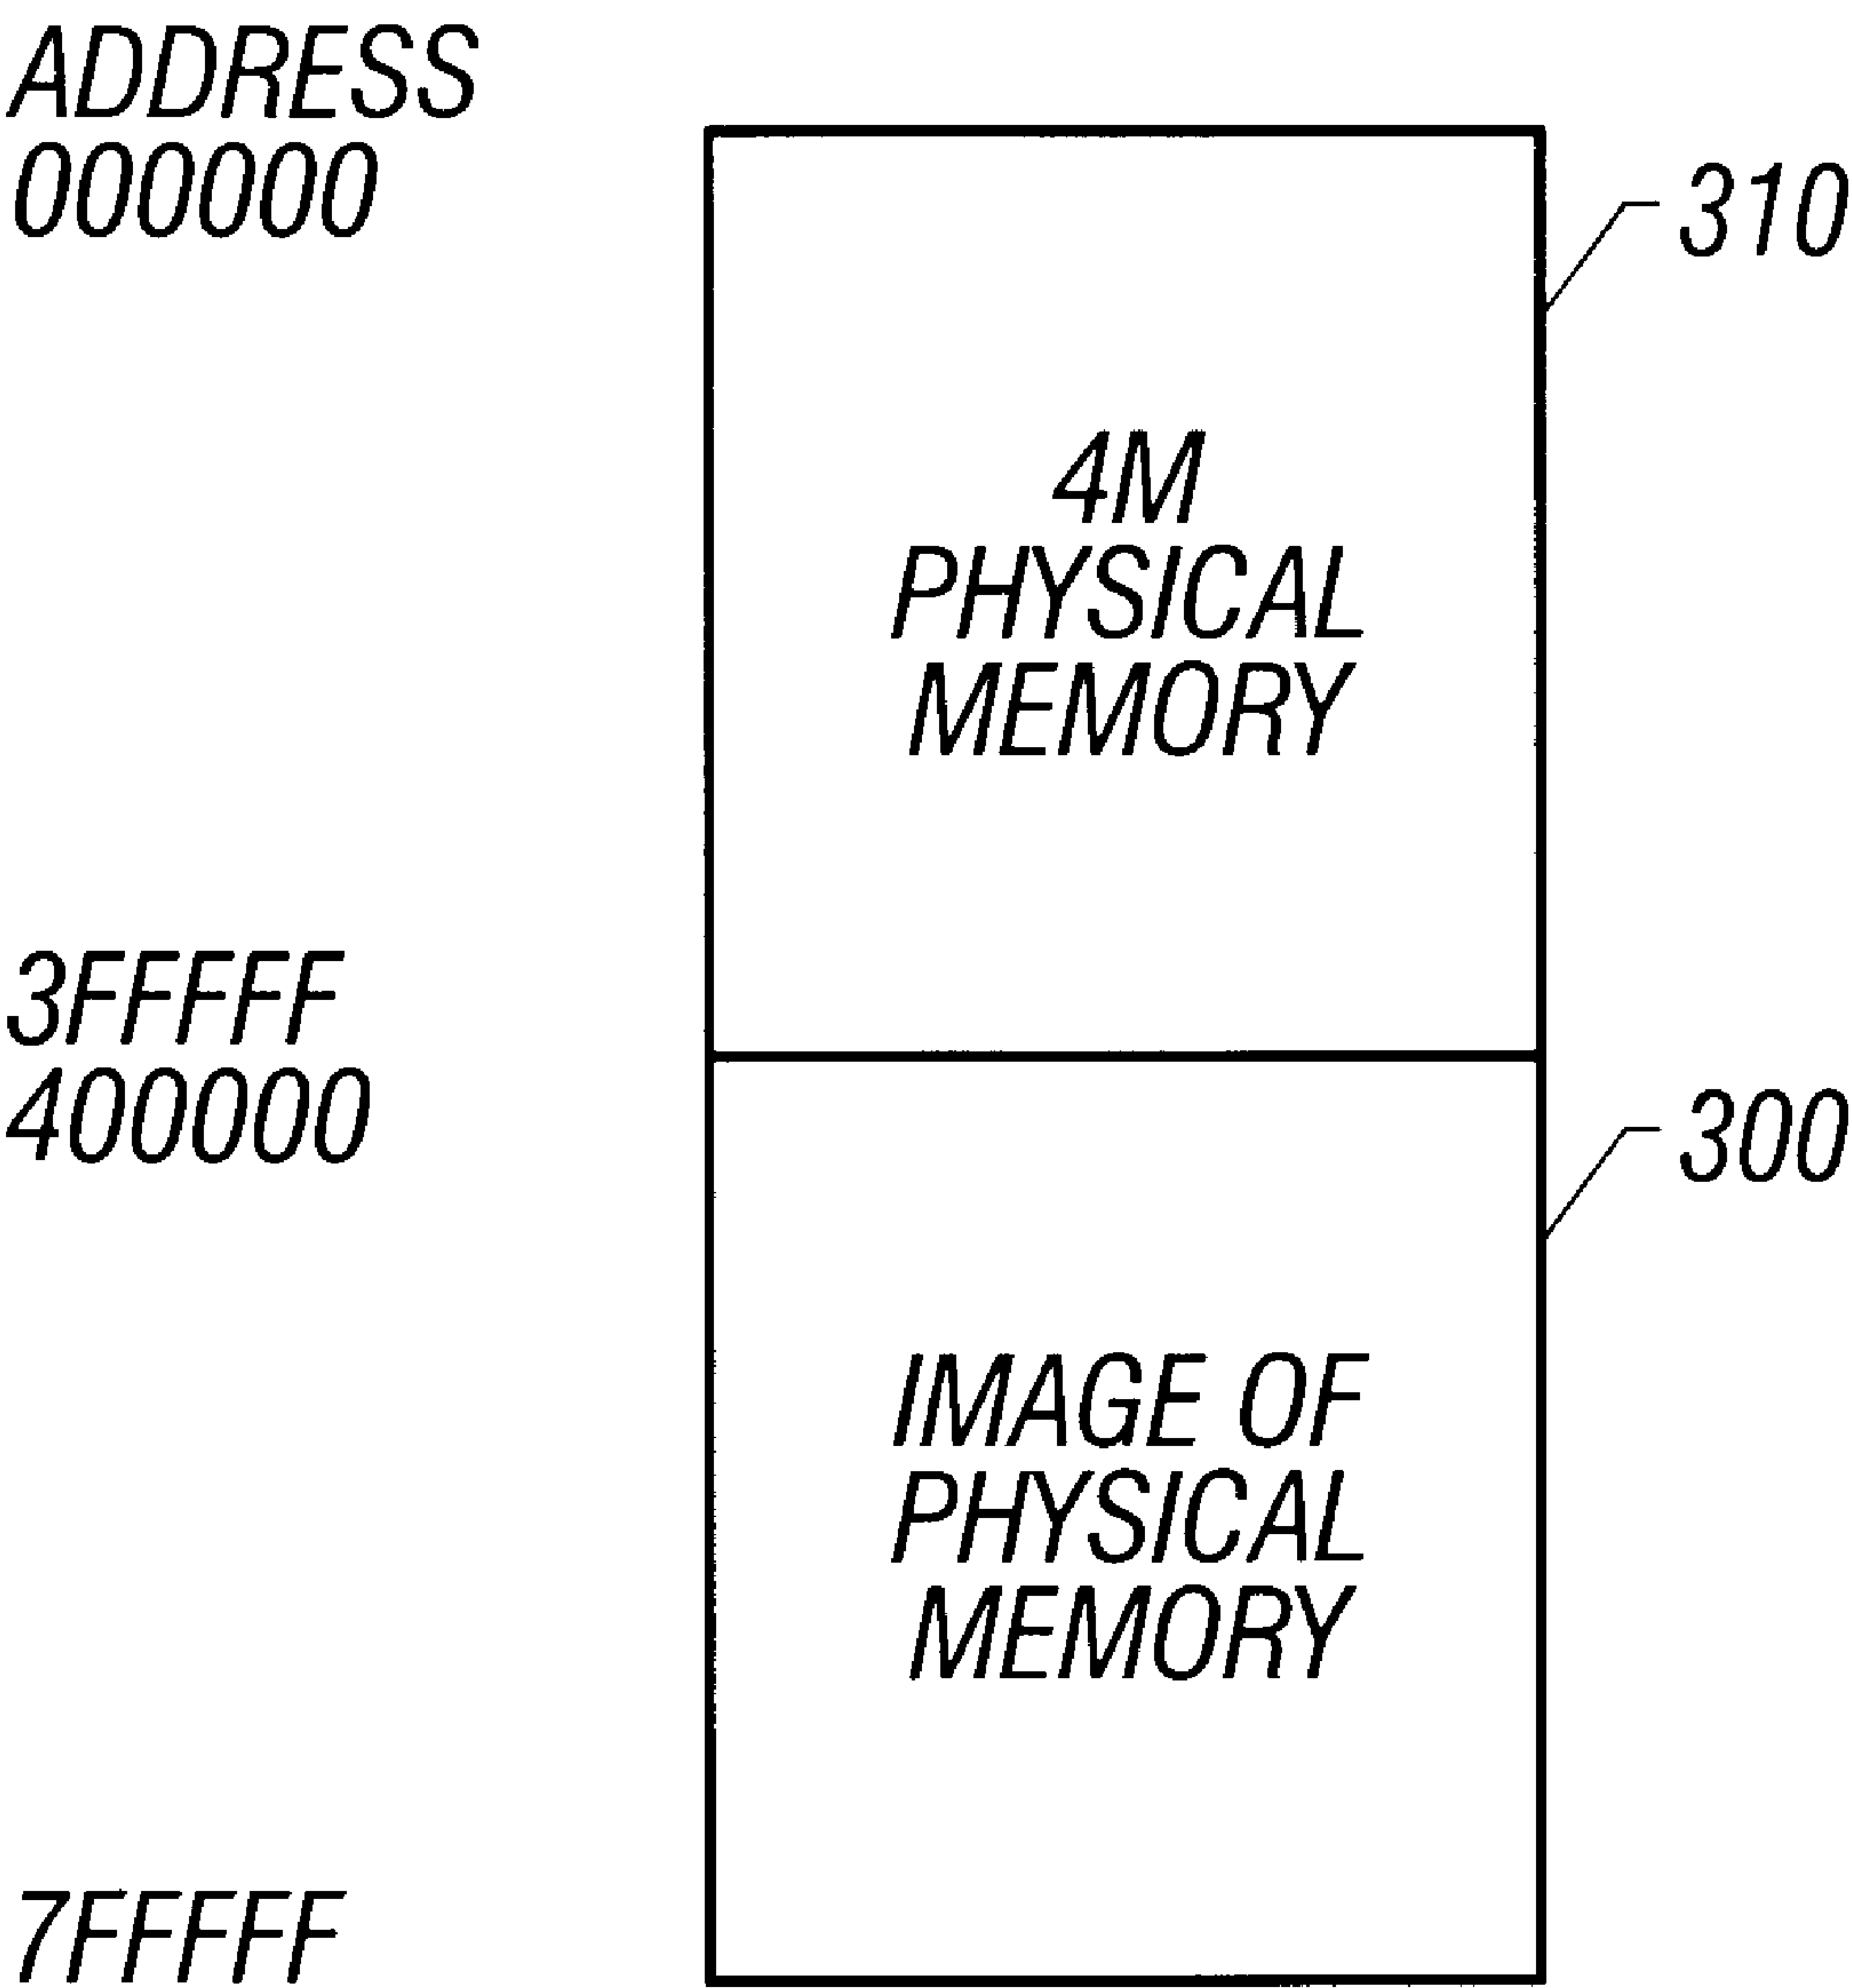 ADDRESS
000000
310
4M
PHYSICAL
MEMORY
3FFFFF
400000
300
IMAGE OF
PHYSICAL
MEMORY
7FFFFF